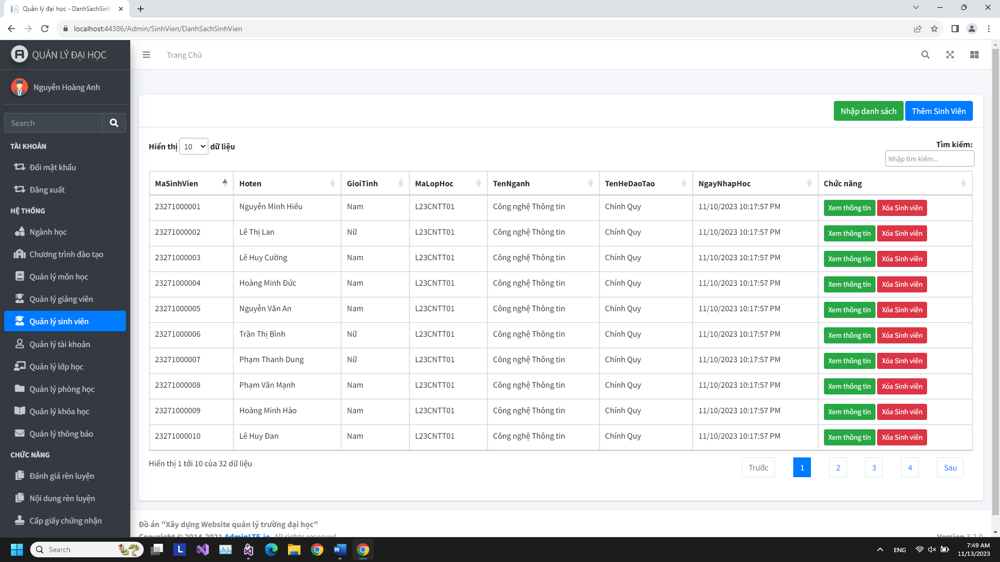 Quản lý đại học - DanhSachSinh
localhost:44386/Admin/SinhVien/DanhSachSinhVien
QUẢN LÝ ĐẠI HỌC
Trang Chủ
Nguyễn Hoàng Anh
Search
TÀI KHOẢN
Đổi mật khẩu
Đăng xuất
HỆ THỐNG
Ngành học
Chương trình đào tạo
Quản lý môn học
Quản lý giảng viên
Quản lý sinh viên
Quản lý tài khoản
Quản lý lớp học
Quản lý phòng học
Quản lý khóa học
Quản lý thông báo
CHỨC NĂNG
Đánh giá rèn luyện
Nội dung rèn luyện
Cấp giấy chứng nhận
Nhập danh sách Thêm Sinh Viên
Hiển thị 10 dữ liệu
Tìm kiếm:
Nhập tìm kiếm...
MaSinhVien Hoten GioiTinh MaLopHoc TenNganh TenHeDaoTao NgayNhapHoc Chức năng
23271000001 Nguyễn Minh Hiếu Nam L23CNTT01 Công nghệ Thông tin Chính Quy 11/10/2023 10:17:57 PM Xem thông tin Xóa Sinh viên
23271000002 Lê Thị Lan Nữ L23CNTT01 Công nghệ Thông tin Chính Quy 11/10/2023 10:17:57 PM Xem thông tin Xóa Sinh viên
23271000003 Lê Huy Cường Nam L23CNTT01 Công nghệ Thông tin Chính Quy 11/10/2023 10:17:57 PM Xem thông tin Xóa Sinh viên
23271000004 Hoàng Minh Đức Nam L23CNTT01 Công nghệ Thông tin Chính Quy 11/10/2023 10:17:57 PM Xem thông tin Xóa Sinh viên
23271000005 Nguyễn Văn An Nam L23CNTT01 Công nghệ Thông tin Chính Quy 11/10/2023 10:17:57 PM Xem thông tin Xóa Sinh viên
23271000006 Trần Thị Bình Nữ L23CNTT01 Công nghệ Thông tin Chính Quy 11/10/2023 10:17:57 PM Xem thông tin Xóa Sinh viên
23271000007 Phạm Thanh Dung Nữ L23CNTT01 Công nghệ Thông tin Chính Quy 11/10/2023 10:17:57 PM Xem thông tin Xóa Sinh viên
23271000008 Phạm Văn Mạnh Nam L23CNTT01 Công nghệ Thông tin Chính Quy 11/10/2023 10:17:57 PM Xem thông tin Xóa Sinh viên
23271000009 Hoàng Minh Hào Nam L23CNTT01 Công nghệ Thông tin Chính Quy 11/10/2023 10:17:57 PM Xem thông tin Xóa Sinh viên
23271000010 Lê Huy Đan Nam L23CNTT01 Công nghệ Thông tin Chính Quy 11/10/2023 10:17:57 PM Xem thông tin Xóa Sinh viên
Hiển thị 1 tới 10 của 32 dữ liệu
Trước 1 2 3 4 Sau
Đồ án "Xây dựng Website quản lý trường đại học"
Copyright © 2014-2021 AdminLTE.io. All rights reserved.
Version 3.2.0
Search
L
ENG
7:49 AM
11/13/2023